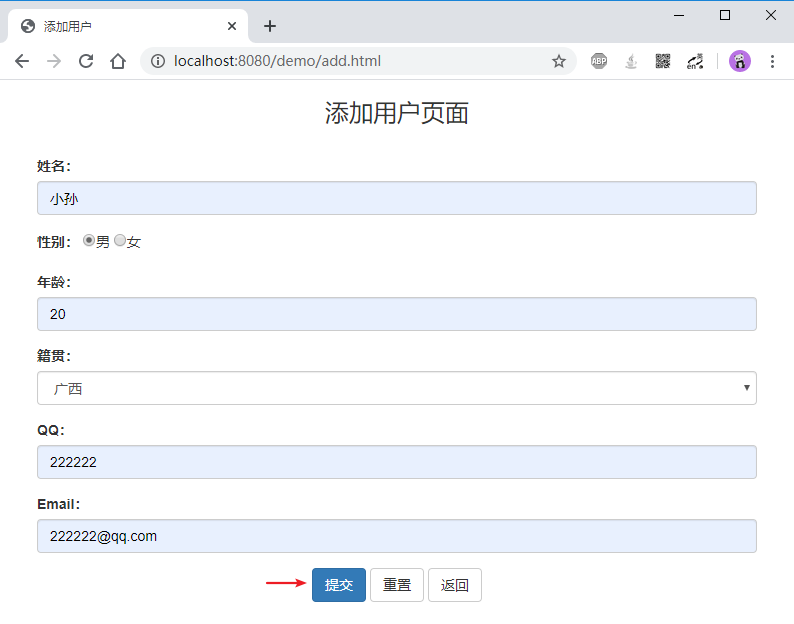 添加用户
localhost:8080/demo/add.html
ABP
en
添加用户页面
姓名：
小孙
性别： 男 女
年龄：
20
籍贯：
广西
QQ：
222222
Email：
222222@qq.com
提交 重置 返回